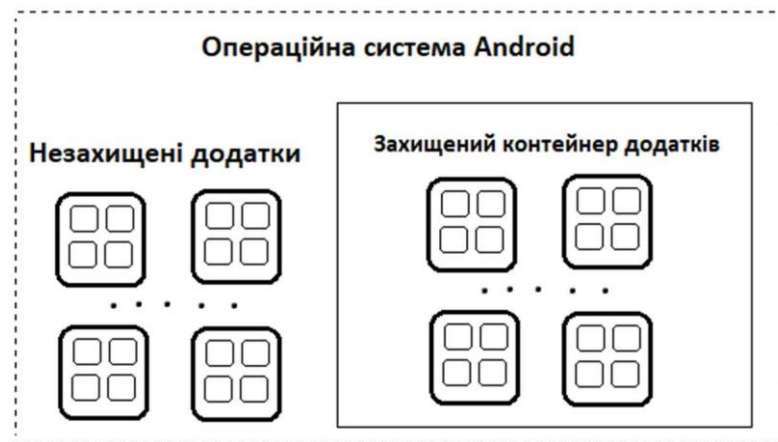 Операційна система Android
Незахищені додатки
Захищений контейнер додатків